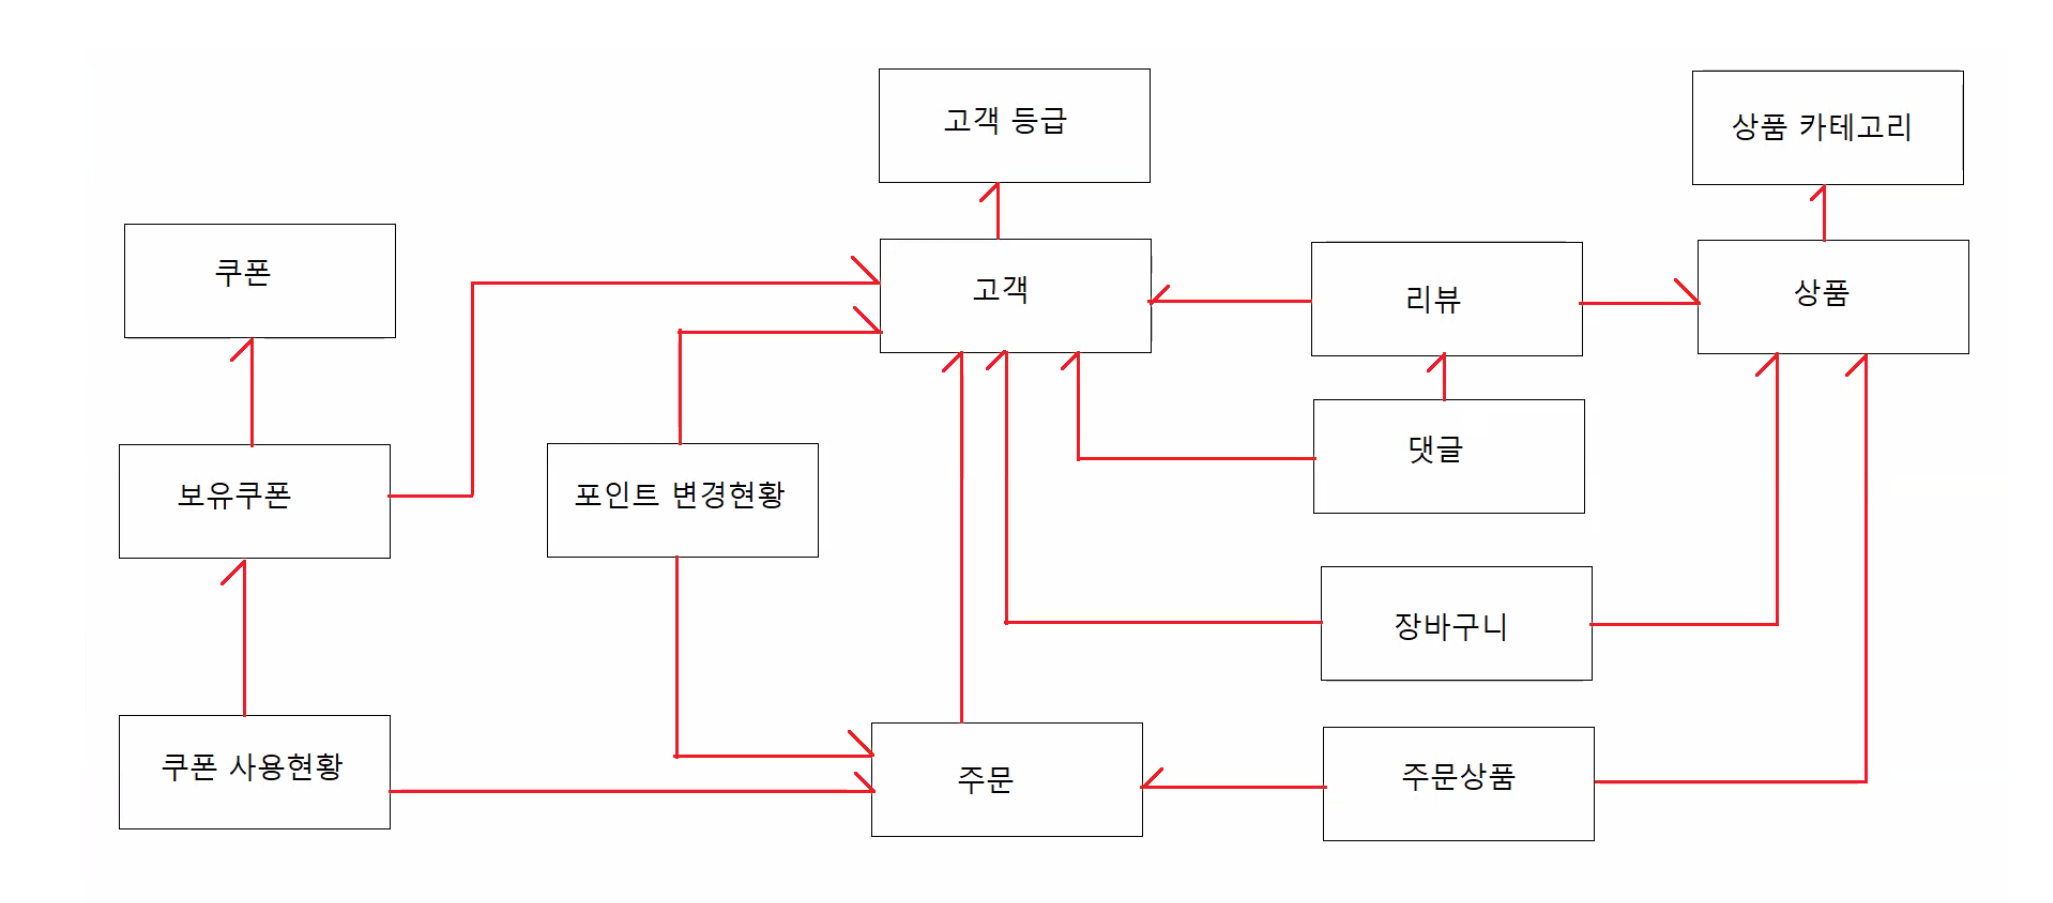 고객 등급
상품 카테고리
쿠폰
고객
리뷰
상품
댓글
보유쿠폰
포인트 변경현황
장바구니
쿠폰 사용현황
주문
주문상품